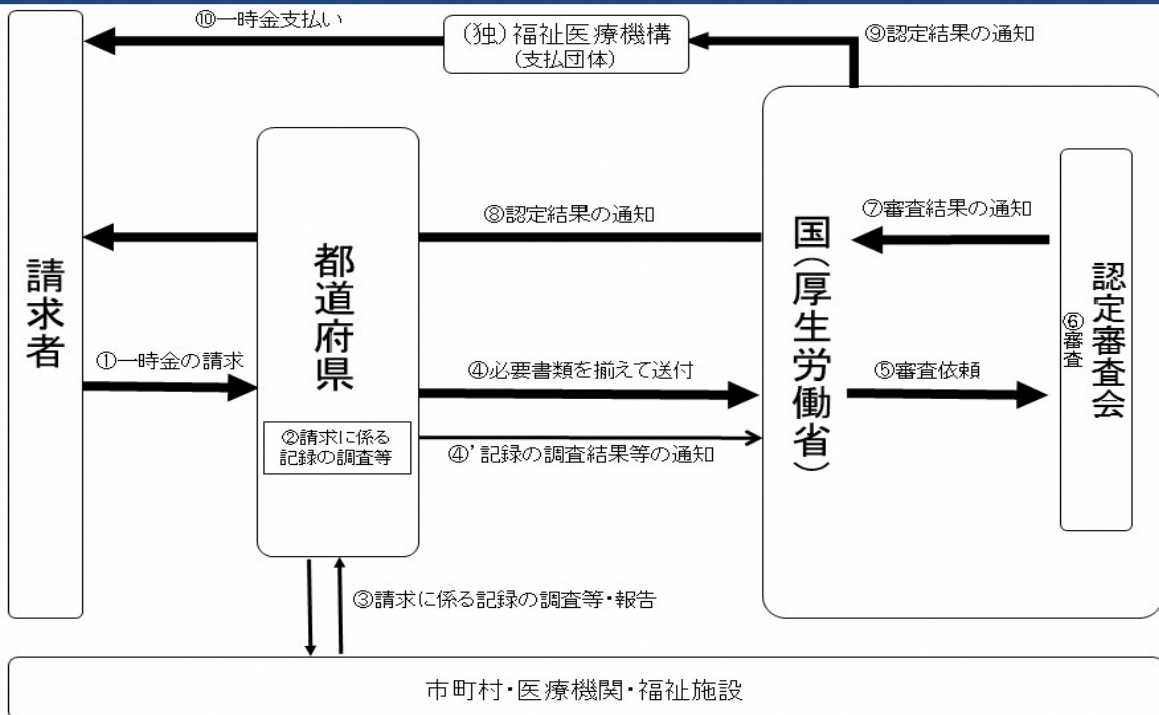 ⑩一時金支払い
(独)福祉医療機構
(支払団体)
⑨認定結果の通知
請求者
都道府県
⑧認定結果の通知
国(厚生労働省)
⑦審査結果の通知
認定審査会
⑥審査
①一時金の請求
④必要書類を揃えて送付
⑤審査依頼
②請求に係る
記録の調査等
④’記録の調査結果等の通知
③請求に係る記録の調査等・報告
市町村・医療機関・福祉施設